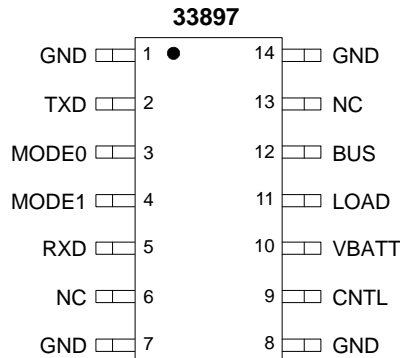 33897
GND 1 14 GND
TXD 2 13 NC
MODE0 3 12 BUS
MODE1 4 11 LOAD
RXD 5 10 VBATT
NC 6 9 CNTL
GND 7 8 GND